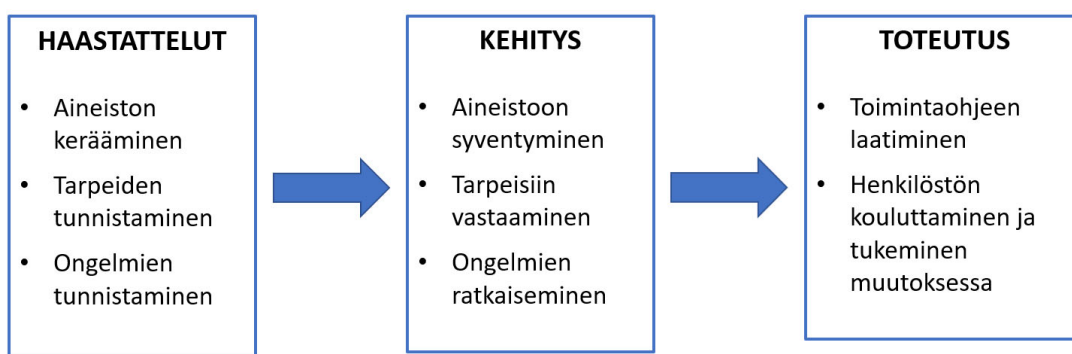 HAASTATTELUT
• Aineiston
kerääminen
• Tarpeiden
tunnistaminen
• Ongelmien
tunnistaminen
KEHITYS
• Aineistoon
syventyminen
• Tarpeisiin
vastaaminen
• Ongelmien
ratkaiseminen
TOTEUTUS
• Toimintaohjeen
laatiminen
• Henkilöstön
kouluttaminen ja
tukeminen
muutoksessa